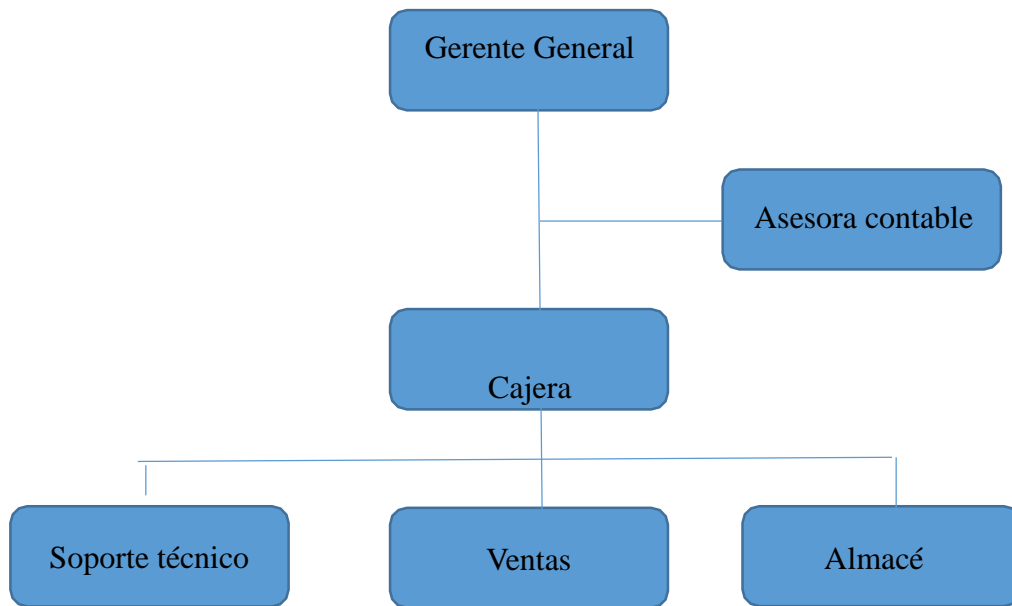 Gerente General
Asesora contable
Cajera
Soporte técnico
Ventas
Almacé